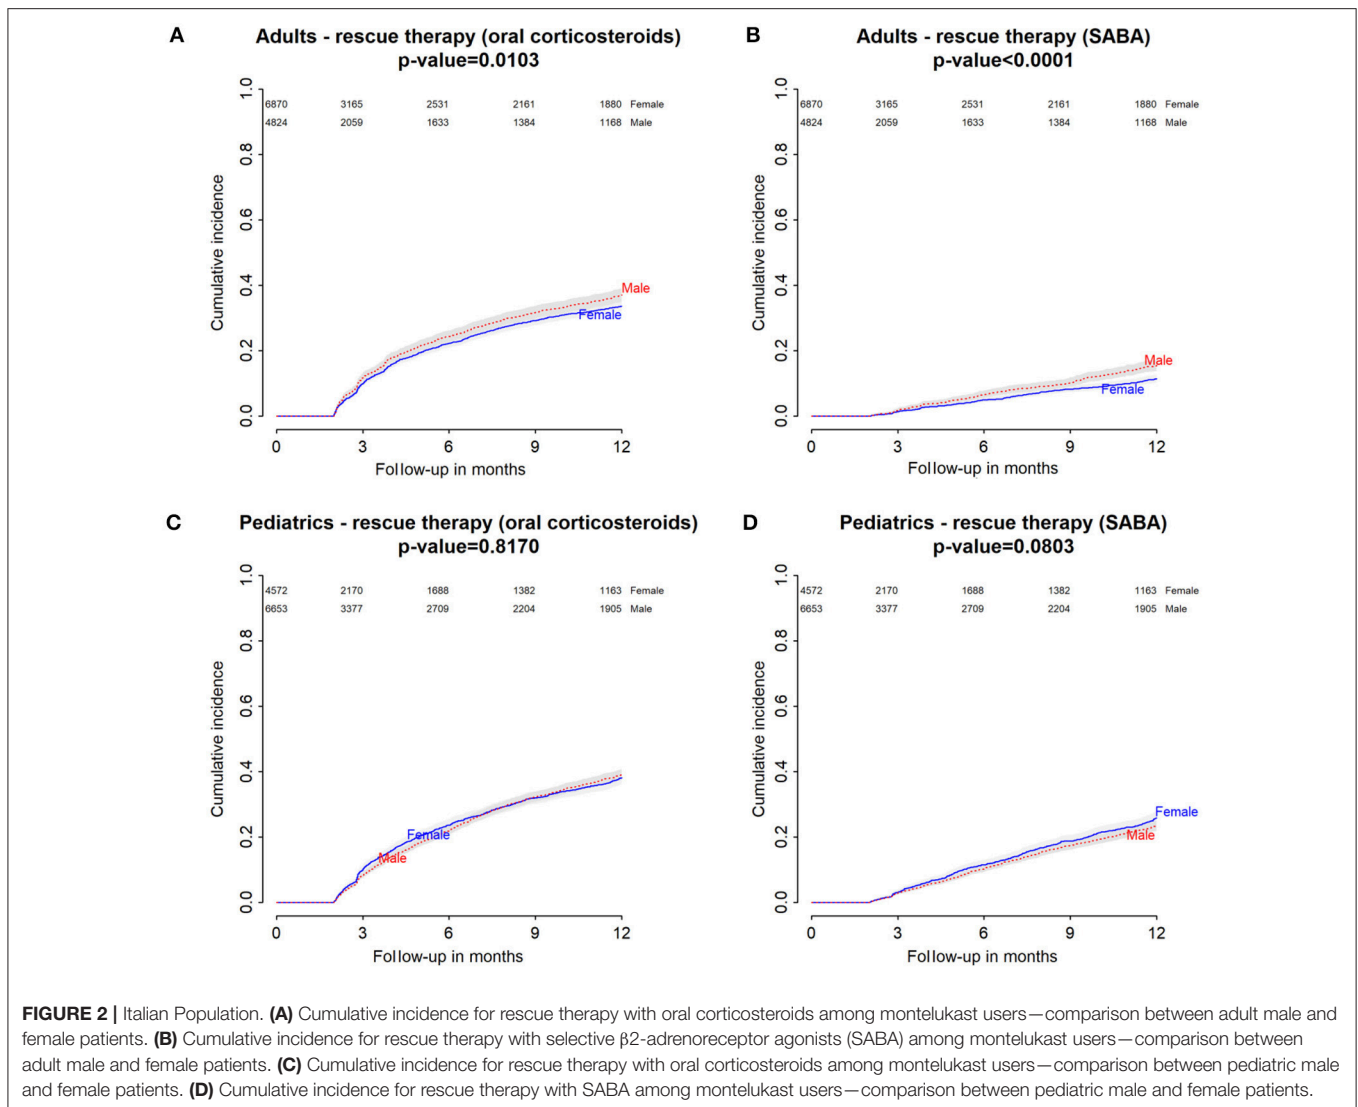 A
Adults - rescue therapy (oral corticosteroids)
p-value=0.0103
1.0
0.8
0.6
0.4
0.2
0.0
Cumulative incidence
6870 3165 2531 2161 1880 Female
4824 2059 1633 1384 1168 Male
Male
Female
0 3 6 9 12
Follow-up in months
B
Adults - rescue therapy (SABA)
p-value<0.0001
1.0
0.8
0.6
0.4
0.2
0.0
Cumulative incidence
6870 3165 2531 2161 1880 Female
4824 2059 1633 1384 1168 Male
Male
Female
0 3 6 9 12
Follow-up in months
C
Pediatrics - rescue therapy (oral corticosteroids)
p-value=0.8170
1.0
0.8
0.6
0.4
0.2
0.0
Cumulative incidence
4572 2170 1688 1382 1163 Female
6653 3377 2709 2204 1905 Male
Female
Male
0 3 6 9 12
Follow-up in months
D
Pediatrics - rescue therapy (SABA)
p-value=0.0803
1.0
0.8
0.6
0.4
0.2
0.0
Cumulative incidence
4572 2170 1688 1382 1163 Female
6653 3377 2709 2204 1905 Male
Female
Male
0 3 6 9 12
Follow-up in months
FIGURE 2 | Italian Population. (A) Cumulative incidence for rescue therapy with oral corticosteroids among montelukast users—comparison between adult male and
female patients. (B) Cumulative incidence for rescue therapy with selective β2-adrenoreceptor agonists (SABA) among montelukast users—comparison between
adult male and female patients. (C) Cumulative incidence for rescue therapy with oral corticosteroids among montelukast users—comparison between pediatric male
and female patients. (D) Cumulative incidence for rescue therapy with SABA among montelukast users—comparison between pediatric male and female patients.